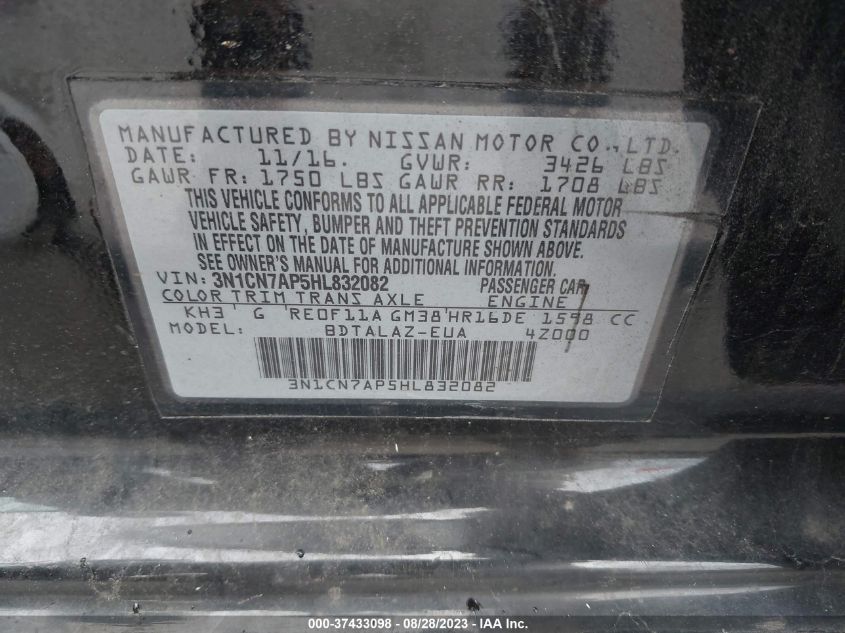 MANUFACTURED BY NISSAN MOTOR CO., LTD.
DATE: 11/16. GVWR: 3426 LBS
GAWR FR: 1750 LBS GAWR RR: 1708 LBS
THIS VEHICLE CONFORMS TO ALL APPLICABLE FEDERAL MOTOR
VEHICLE SAFETY, BUMPER AND THEFT PREVENTION STANDARDS
IN EFFECT ON THE DATE OF MANUFACTURE SHOWN ABOVE.
SEE OWNER'S MANUAL FOR ADDITIONAL INFORMATION
VIN: 3N1CN7AP5HL832082 PASSENGER CAR
COLOR TRIM TRANS AXLE ENGINE
KH3 G RE0F11A GM38 HR16DE 1598 CC
MODEL: BDTALAZ-EUA 4Z000
3N1CN7AP5HL832082
000-37433098 - 08/28/2023 - IAA Inc.